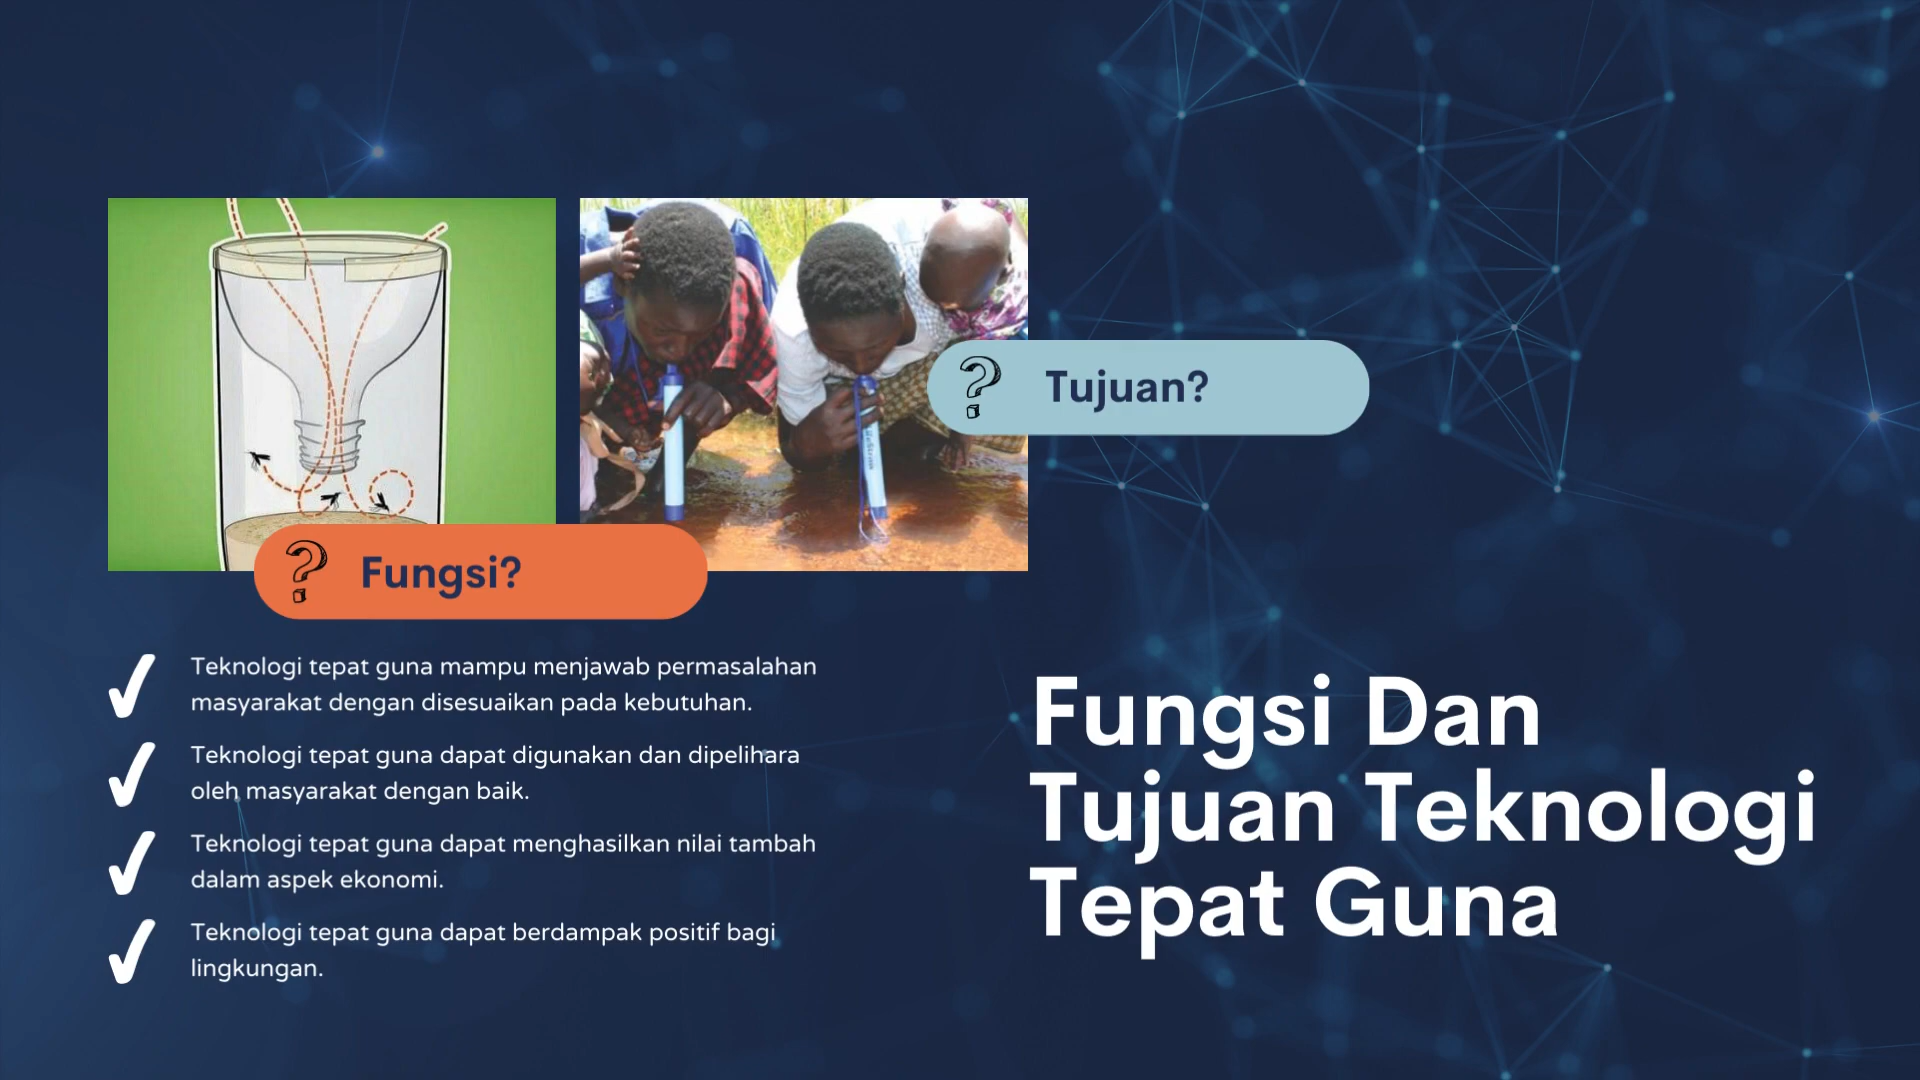 ? Tujuan?
? Fungsi?
Teknologi tepat guna mampu menjawab permasalahan
masyarakat dengan disesuaikan pada kebutuhan.
Teknologi tepat guna dapat digunakan dan dipelihara
oleh masyarakat dengan baik.
Teknologi tepat guna dapat menghasilkan nilai tambah
dalam aspek ekonomi.
Teknologi tepat guna dapat berdampak positif bagi
lingkungan.
Fungsi Dan
Tujuan Teknologi
Tepat Guna